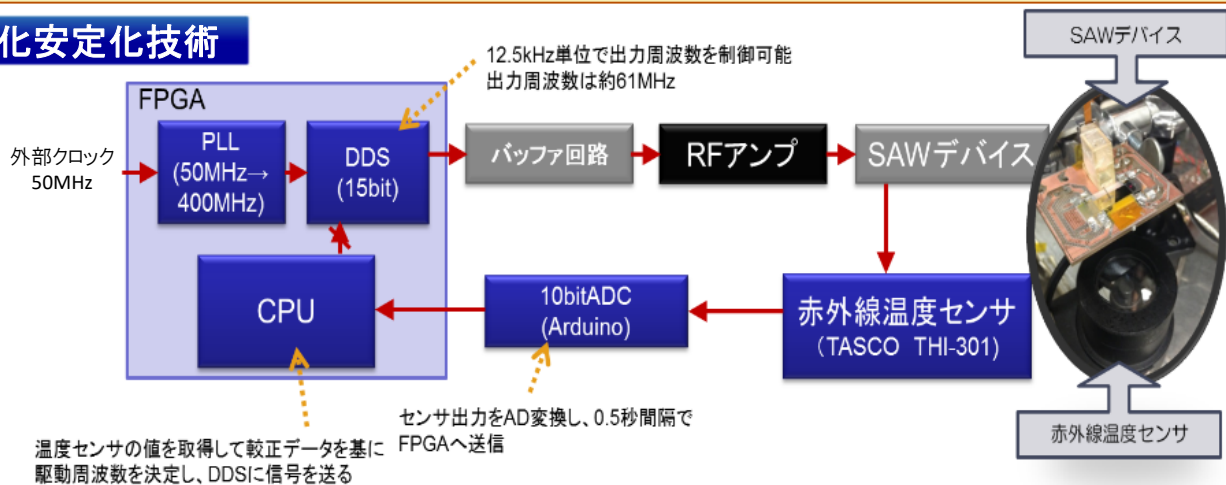 化安定化技術
SAWデバイス
12.5kHz単位で出力周波数を制御可能
出力周波数は約61MHz
FPGA
外部クロック
50MHz
PLL
(50MHz→
400MHz)
DDS
(15bit)
バッファ回路
RFアンプ
SAWデバイス
CPU
10bitADC
(Arduino)
赤外線温度センサ
(TASCO THI-301)
センサ出力をAD変換し、0.5秒間隔で
FPGAへ送信
温度センサの値を取得して較正データを基に
駆動周波数を決定し、DDSに信号を送る
赤外線温度センサ